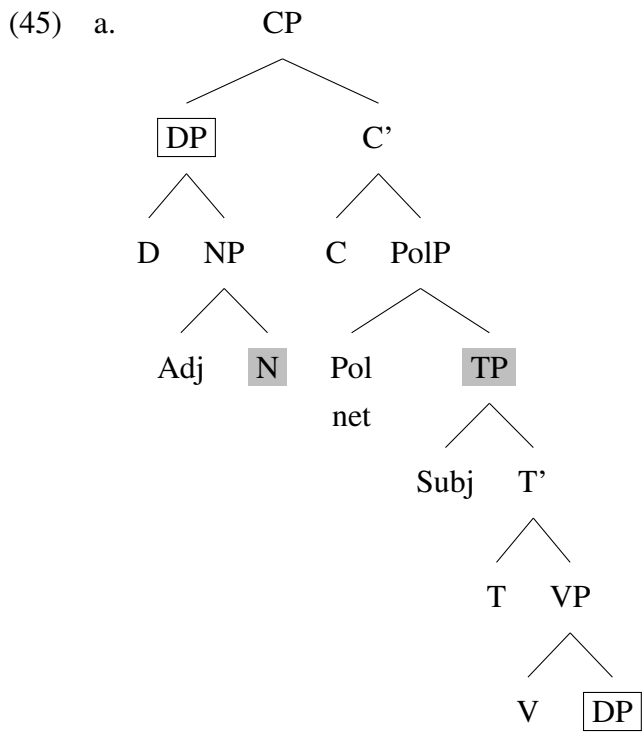 (45) a. CP
DP C’
D NP C PolP
Adj N Pol TP
net
Subj T’
T VP
V DP